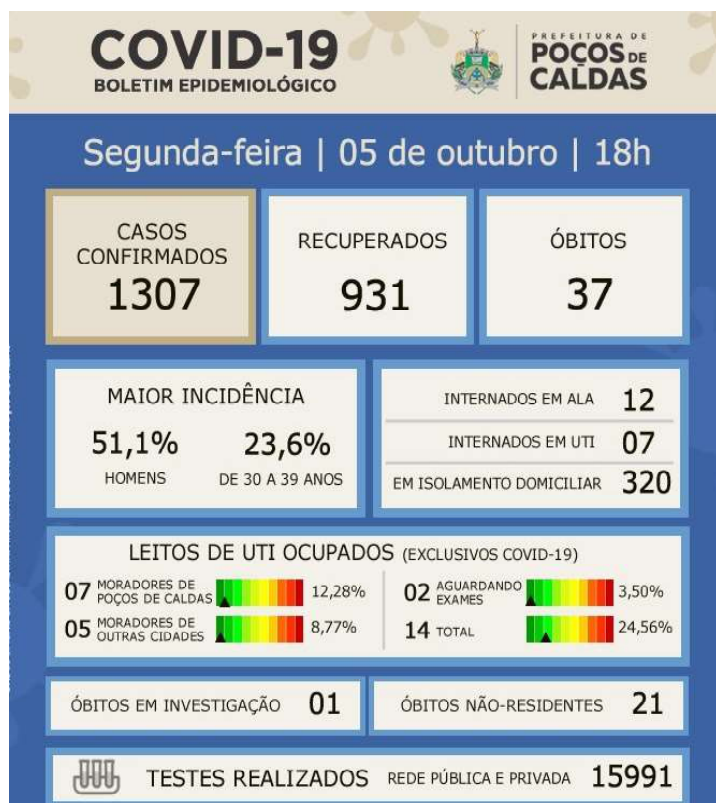 COVID-19
BOLETIM EPIDEMIOLÓGICO
PREFEITURA DE
POÇOS DE
CALDAS
Segunda-feira | 05 de outubro | 18h
CASOS
CONFIRMADOS
1307
RECUPERADOS
931
ÓBITOS
37
MAIOR INCIDÊNCIA
51,1%
HOMENS
23,6%
DE 30 A 39 ANOS
INTERNADOS EM ALA 12
INTERNADOS EM UTI 07
EM ISOLAMENTO DOMICILIAR 320
LEITOS DE UTI OCUPADOS (EXCLUSIVOS COVID-19)
07 MORADORES DE
POÇOS DE CALDAS 12,28%
05 MORADORES DE
OUTRAS CIDADES 8,77%
02 AGUARDANDO
EXAMES 3,50%
14 TOTAL 24,56%
ÓBITOS EM INVESTIGAÇÃO 01
ÓBITOS NÃO-RESIDENTES 21
TESTES REALIZADOS REDE PÚBLICA E PRIVADA 15991